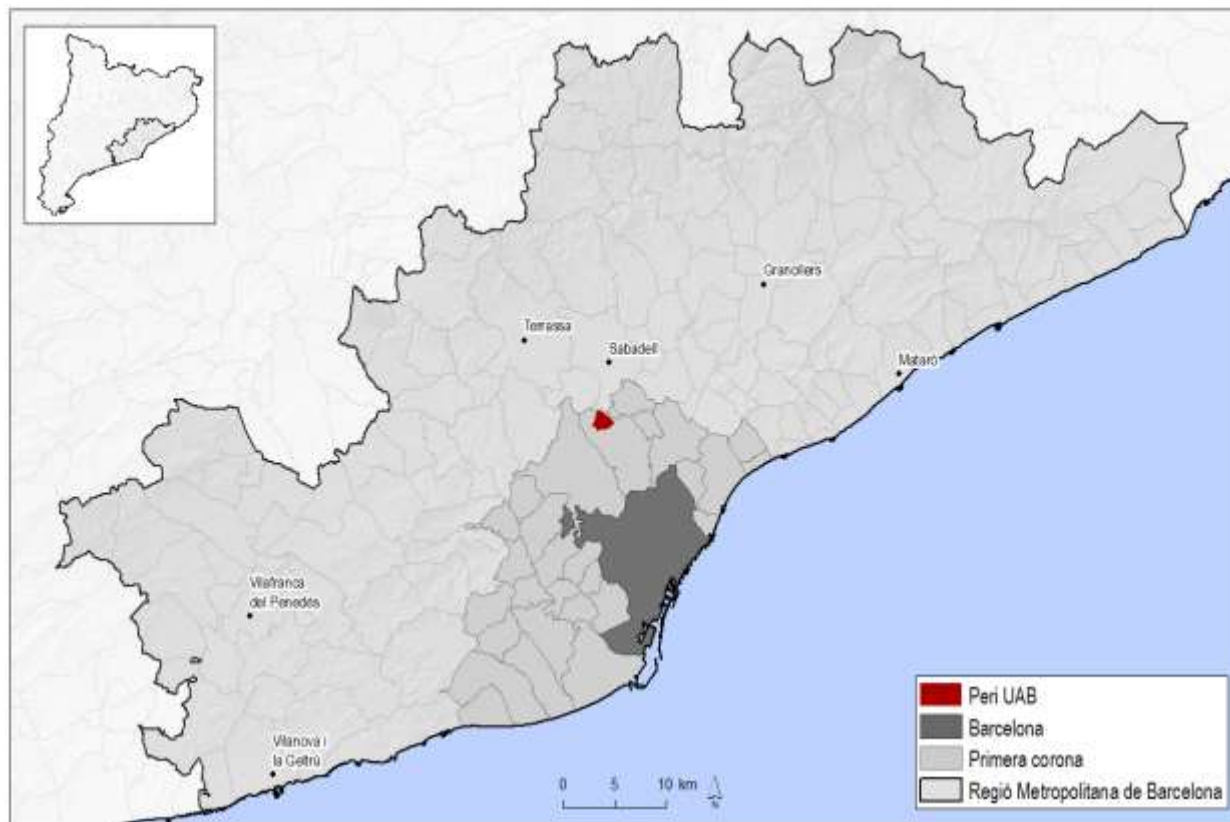 Granollers
Terrassa
Sabadell
Mataró
Vilafranca
del Penedès
Vilanova i
la Geltrú
0 5 10 km
N
Peri UAB
Barcelona
Primera corona
Regió Metropolitana de Barcelona